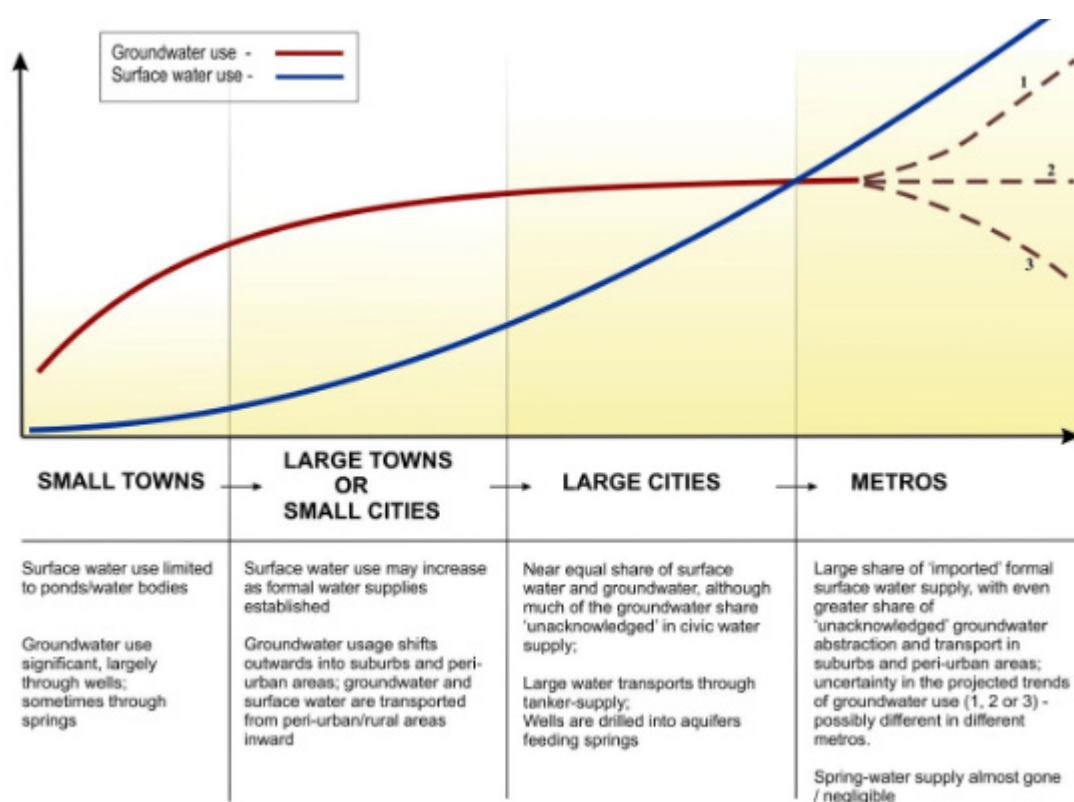 Groundwater use -
Surface water use -
1
2
3
SMALL TOWNS
LARGE TOWNS
OR
SMALL CITIES
LARGE CITIES
METROS
Surface water use limited
to ponds/water bodies
Groundwater use
significant, largely
through wells;
sometimes through
springs
Surface water use may increase
as formal water supplies
established
Groundwater usage shifts
outwards into suburbs and peri-
urban areas; groundwater and
surface water are transported
from peri-urban/rural areas
inward
Near equal share of surface
water and groundwater, although
much of the groundwater share
'unacknowledged' in civic water
supply;
Large water transports through
tanker-supply;
Wells are drilled into aquifers
feeding springs
Large share of 'imported' formal
surface water supply, with even
greater share of
'unacknowledged' groundwater
abstraction and transport in
suburbs and peri-urban areas;
uncertainty in the projected trends
of groundwater use (1, 2 or 3) -
possibly different in different
metros.
Spring-water supply almost gone
/ negligible